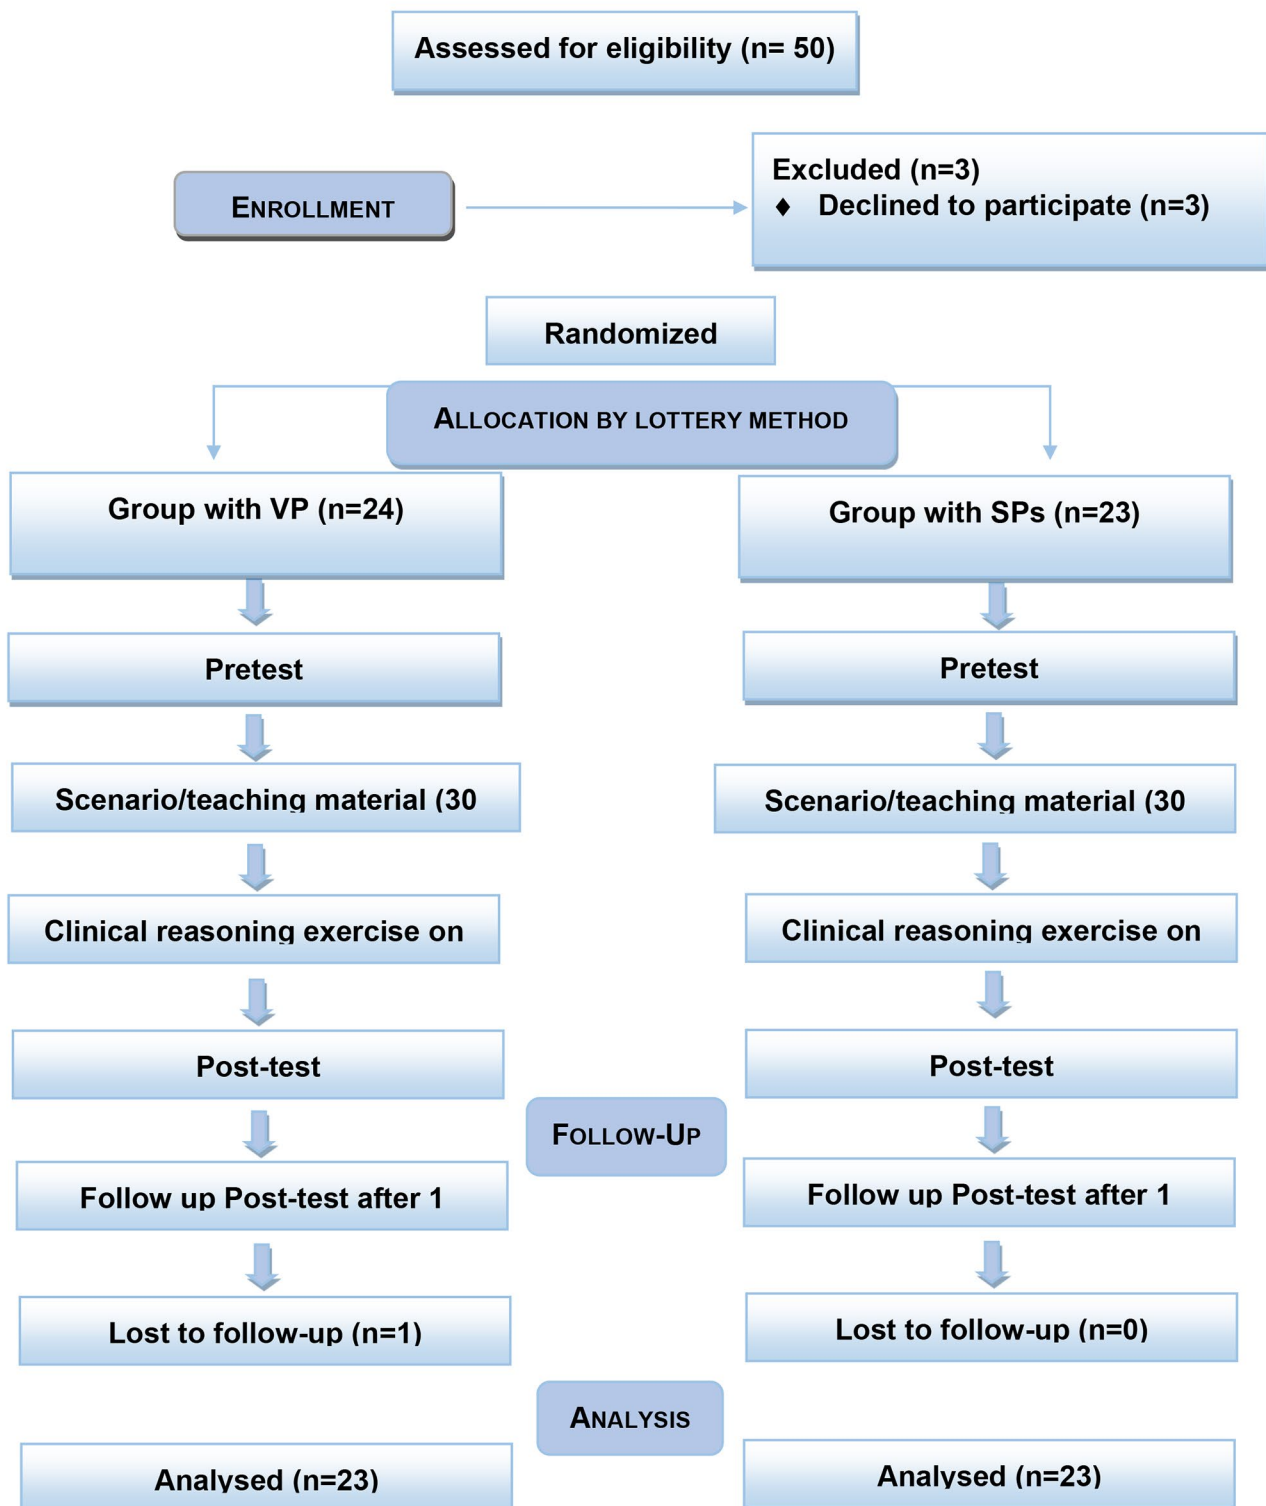 Assessed for eligibility (n= 50)
ENROLLMENT
Excluded (n=3)
♦ Declined to participate (n=3)
Randomized
ALLOCATION BY LOTTERY METHOD
Group with VP (n=24)
Group with SPs (n=23)
Pretest
Pretest
Scenario/teaching material (30
Scenario/teaching material (30
Clinical reasoning exercise on
Clinical reasoning exercise on
Post-test
Post-test
FOLLOW-UP
Follow up Post-test after 1
Follow up Post-test after 1
Lost to follow-up (n=1)
Lost to follow-up (n=0)
ANALYSIS
Analysed (n=23)
Analysed (n=23)